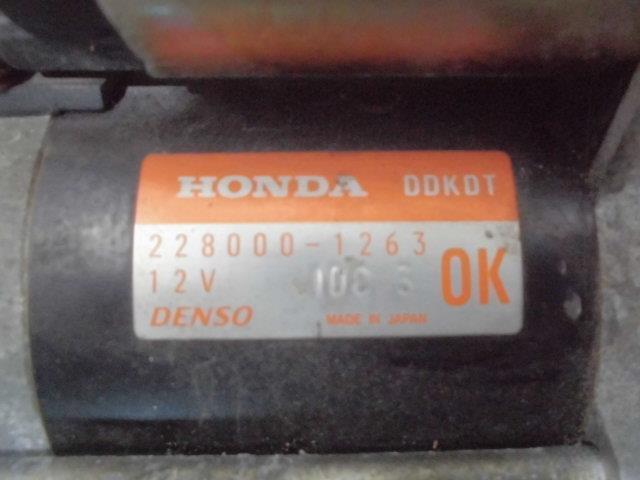 HONDA DDKDT
228000-1263
12V OK
DENSO MADE IN JAPAN